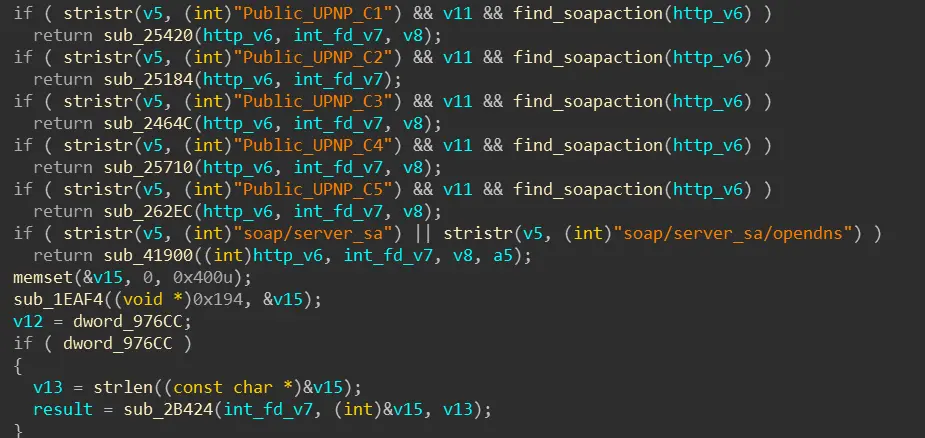 if ( stristr(v5, (int)"Public_UPNP_C1") && v11 && find_soapaction(http_v6) )
return sub_25420(http_v6, int_fd_v7, v8);
if ( stristr(v5, (int)"Public_UPNP_C2") && v11 && find_soapaction(http_v6) )
return sub_25184(http_v6, int_fd_v7);
if ( stristr(v5, (int)"Public_UPNP_C3") && v11 && find_soapaction(http_v6) )
return sub_2464C(http_v6, int_fd_v7, v8);
if ( stristr(v5, (int)"Public_UPNP_C4") && v11 && find_soapaction(http_v6) )
return sub_25710(http_v6, int_fd_v7, v8);
if ( stristr(v5, (int)"Public_UPNP_C5") && v11 && find_soapaction(http_v6) )
return sub_262EC(http_v6, int_fd_v7, v8);
if ( stristr(v5, (int)"soap/server_sa") || stristr(v5, (int)"soap/server_sa/opendns") )
return sub_41900((int)http_v6, int_fd_v7, v8, a5);
memset(&v15, 0, 0x400u);
sub_1EAF4((void *)0x194, &v15);
v12 = dword_976CC;
if ( dword_976CC )
{
v13 = strlen((const char *)&v15);
result = sub_2B424(int_fd_v7, (int)&v15, v13);
}